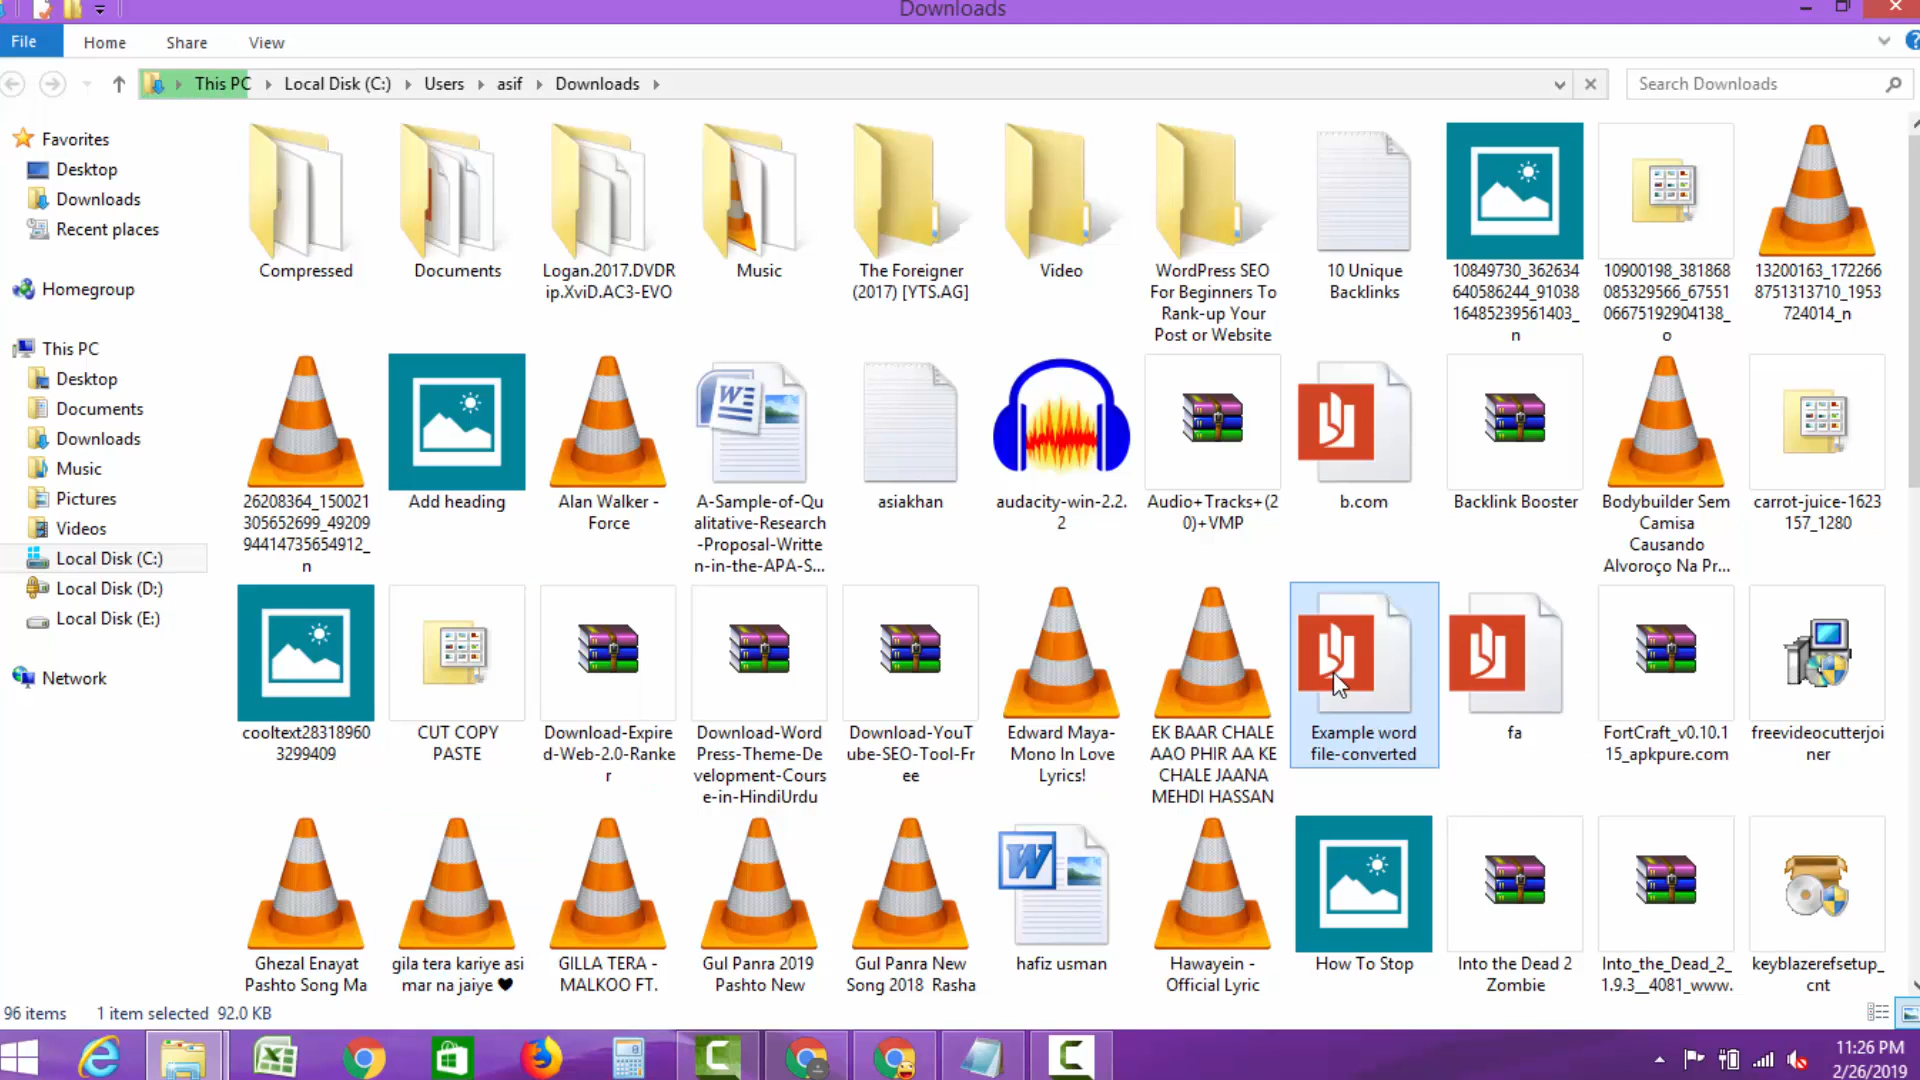 Downloads
File
Home
Share
View
This PC
Local Disk (C:)
Users
asif
Downloads
Search Downloads
Favorites
Desktop
Downloads
Recent places
Homegroup
This PC
Desktop
Documents
Downloads
Music
Pictures
Videos
Local Disk (C:)
Local Disk (D:)
Local Disk (E:)
Network
Compressed
Documents
Logan.2017.DVDR
ip.XviD.AC3-EVO
Music
The Foreigner
(2017) [YTS.AG]
Video
WordPress SEO
For Beginners To
Rank-up Your
Post or Website
10 Unique
Backlinks
10849730_362634
640586244_91038
16485239561403_
n
10900198_381868
085329566_67551
06675192904138_
o
13200163_172266
8751313710_1953
724014_n
26208364_150021
305652699_49209
94414735654912_
n
Add heading
Alan Walker -
Force
A-Sample-of-Qu
alitative-Research
-Proposal-Writte
n-in-the-APA-S...
asiakhan
audacity-win-2.2.
2
Audio+Tracks+(2
0)+VMP
b.com
Backlink Booster
Bodybuilder Sem
Camisa
Causando
Alvoroço Na Pr...
carrot-juice-1623
157_1280
cooltext28318960
3299409
CUT COPY
PASTE
Download-Expire
d-Web-2.0-Ranke
r
Download-Word
Press-Theme-De
velopment-Cours
e-in-HindiUrdu
Download-YouT
ube-SEO-Tool-Fr
ee
Edward Maya-
Mono In Love
Lyrics!
EK BAAR CHALE
AAO PHIR AA KE
CHALE JAANA
MEHDI HASSAN
Example word
file-converted
fa
FortCraft_v0.10.1
15_apkpure.com
freevideocutterjoi
ner
Ghezal Enayat
Pashto Song Ma
gila tera kariye asi
mar na jaiye ♥
GILLA TERA -
MALKOO FT.
Gul Panra 2019
Pashto New
Gul Panra New
Song 2018 Rasha
hafiz usman
Hawayein -
Official Lyric
How To Stop
Into the Dead 2
Zombie
Into_the_Dead_2_
1.9.3__4081_www.
keyblazerefsetup_
cnt
96 items
1 item selected 92.0 KB
11:26 PM
2/26/2019